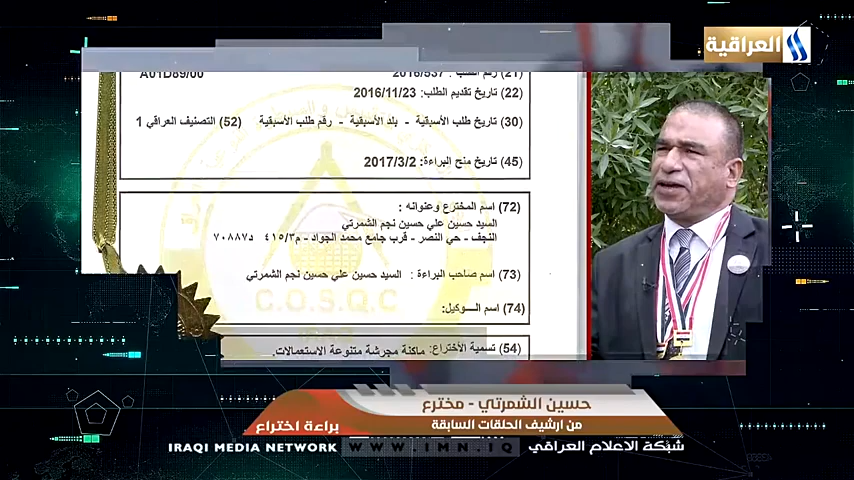 العراقية
(21) رقم الطلب: 2016/537 A01D89/00
(22) تاريخ تقديم الطلب: 2016/11/23
(30) تاريخ طلب الأسبقية - بلد الأسبقية - رقم طلب الأسبقية (52) التصنيف العراقي 1
(45) تاريخ منح البراءة: 2017/3/2
(72) اسم المخترع وعنوانه :
السيد حسين علي حسين نجم الشمرتي
النجف - حي النصر - قرب جامع محمد الجواد - م٤١٥/٣ د٧٠٨٨٧
(73) اسم صاحب البراءة : السيد حسين علي حسين نجم الشمرتي
(74) اسم الـــوكيل:
C.O.S.Q.C
(54) تسمية الأختراع: ماكنة مجرشة متنوعة الاستعمالات.
حسين الشمرتي - مخترع
من ارشيف الحلقات السابقة
براءة اختراع
شبكة الاعلام العراقي WWW.IMN.IQ IRAQI MEDIA NETWORK